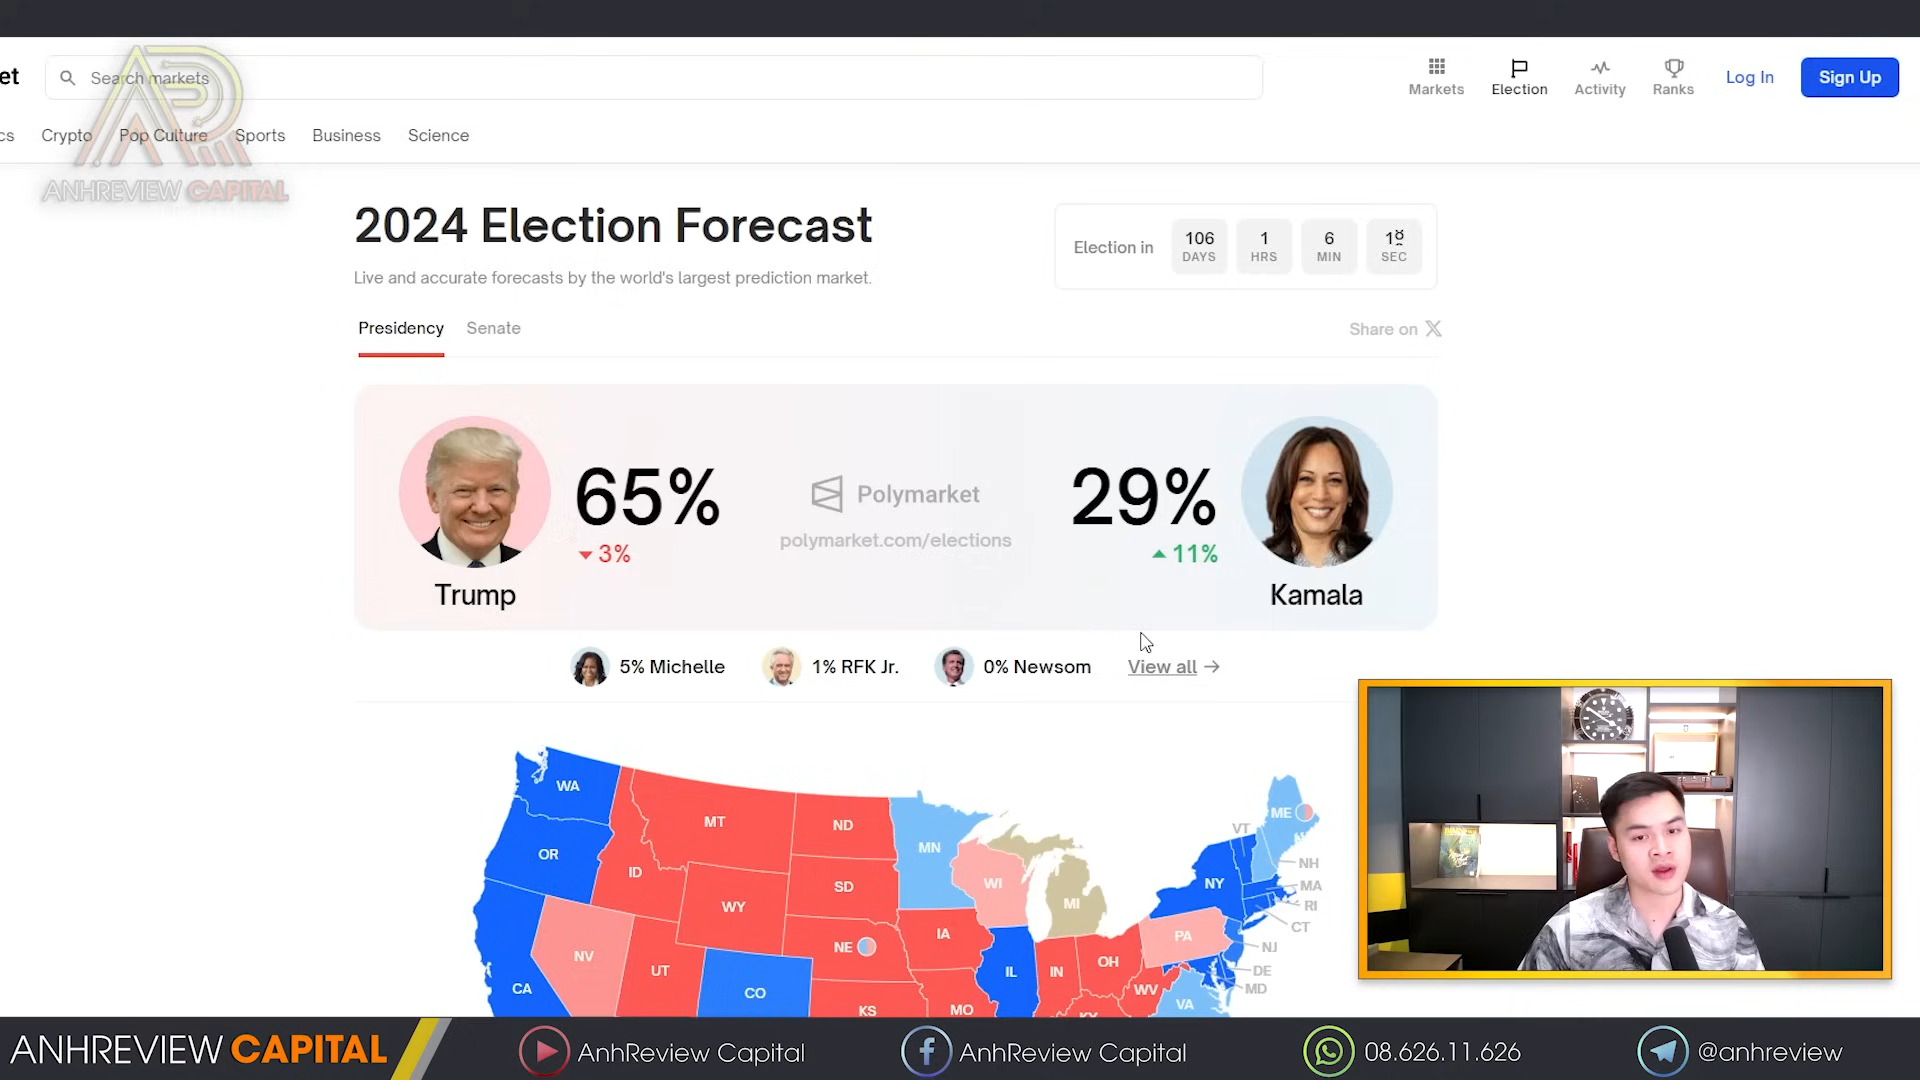 et
Search markets
Markets
Election
Activity
Ranks
Log In
Sign Up
cs
Crypto
Pop Culture
Sports
Business
Science
ANHREVIEW CAPITAL
2024 Election Forecast
Live and accurate forecasts by the world's largest prediction market.
Election in
106 DAYS
1 HRS
6 MIN
SEC
Presidency
Senate
Share on X
65%
3%
Trump
Polymarket
polymarket.com/elections
29%
11%
Kamala
5% Michelle
1% RFK Jr.
0% Newsom
View all
WA
MT
ND
MN
VT
ME
OR
ID
SD
WI
MI
NY
NH
MA
RI
CT
WY
NE
IA
PA
NJ
NV
UT
CO
IL
IN
OH
DE
CA
WV
MD
KS
MO
KY
VA
ANHREVIEW CAPITAL
AnhReview Capital
AnhReview Capital
08.626.11.626
@anhreview